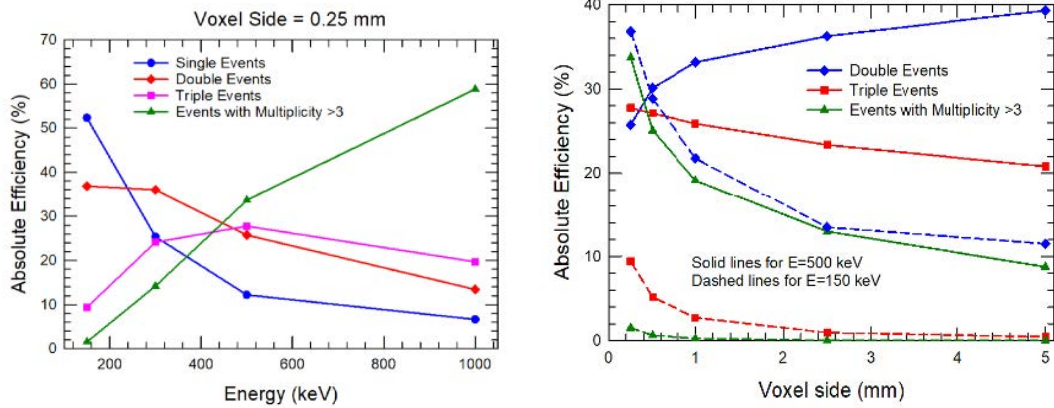 Voxel Side = 0.25 mm
Absolute Efficiency (%)
70
60
50
40
30
20
10
0
Single Events
Double Events
Triple Events
Events with Multiplicity >3
200
400
600
800
1000
Energy (keV)
Absolute Efficiency (%)
40
30
20
10
0
Double Events
Triple Events
Events with Multiplicity >3
Solid lines for E=500 keV
Dashed lines for E=150 keV
0
1
2
3
4
5
Voxel side (mm)